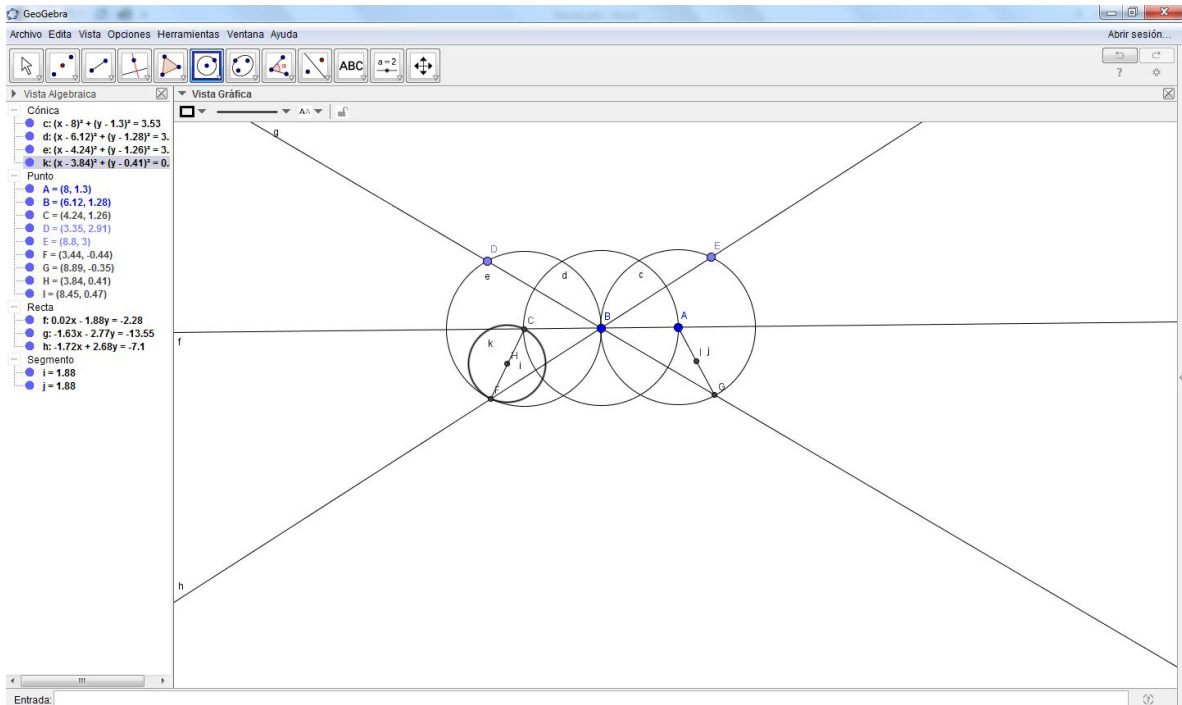 GeoGebra
Archivo Edita Vista Opciones Herramientas Ventana Ayuda
Abrir sesión...
ABC
a=2
?
Vista Algebraica
Vista Gráfica
AA
Cónica
c: (x - 8)² + (y - 1.3)² = 3.53
d: (x - 6.12)² + (y - 1.28)² = 3.
e: (x - 4.24)² + (y - 1.26)² = 3.
k: (x - 3.84)² + (y - 0.41)² = 0.
Punto
A = (8, 1.3)
B = (6.12, 1.28)
C = (4.24, 1.26)
D = (3.35, 2.91)
E = (8.8, 3)
F = (3.44, -0.44)
G = (8.89, -0.35)
H = (3.84, 0.41)
I = (8.45, 0.47)
Recta
f: 0.02x - 1.88y = -2.28
g: -1.63x - 2.77y = -13.55
h: -1.72x + 2.68y = -7.1
Segmento
i = 1.88
j = 1.88
g
D
E
e
d
c
C
B
A
f
k
H
i
I
j
F
G
h
Entrada: